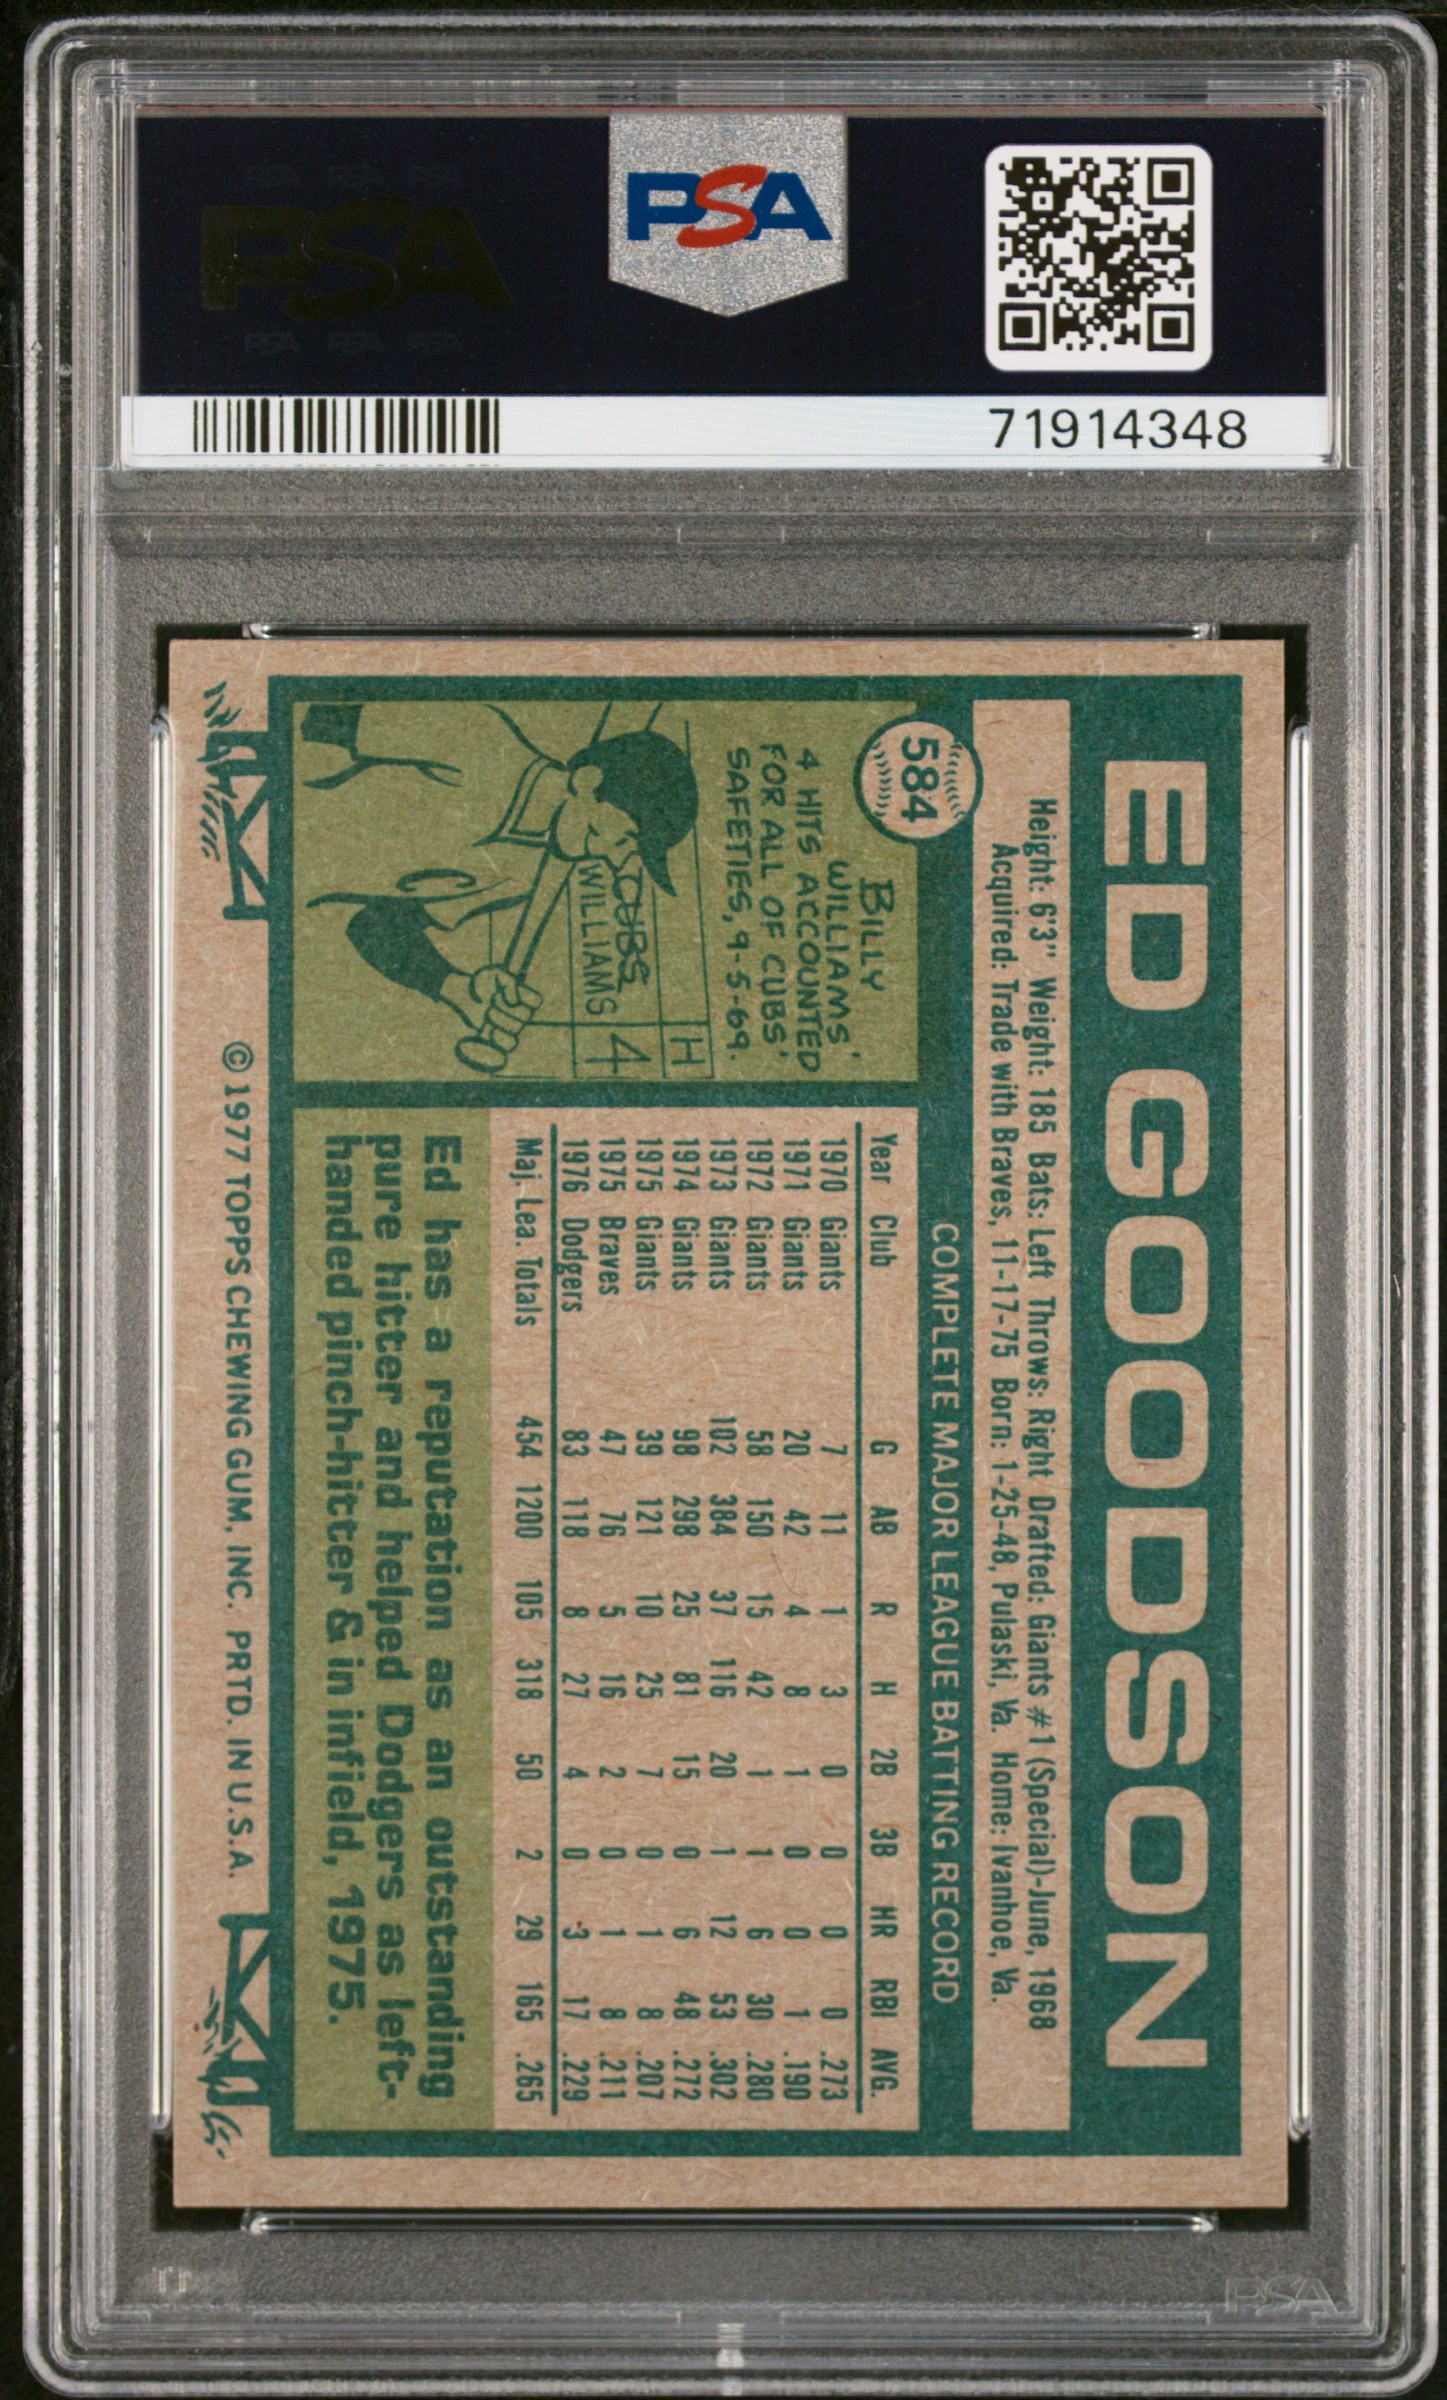 PSA
PSA
PSA PSA PSA
PSA PSA PSA
71914348
ED GOODSON
Height: 6'3" Weight: 185 Bats: Left Throws: Right Drafted: Giants #1 (Special)-June, 1968
Acquired: Trade with Braves, 11-17-75 Born: 1-25-48, Pulaski, Va. Home: Ivanhoe, Va.
584
COMPLETE MAJOR LEAGUE BATTING RECORD
BILLY
WILLIAMS'
4 HITS ACCOUNTED
FOR ALL OF CUBS'
SAFETIES, 9-5-69.
H
CUBS
WILLIAMS 4
C
Year Club G AB R H 2B 3B HR RBI AVG.
1970 Giants 7 11 1 3 0 0 0 0 .273
1971 Giants 20 42 4 8 1 0 0 1 .190
1972 Giants 58 150 15 42 1 1 6 30 .280
1973 Giants 102 384 37 116 20 1 12 53 .302
1974 Giants 98 298 25 81 15 0 6 48 .272
1975 Giants 39 121 10 25 7 0 1 8 .207
1975 Braves 47 76 5 16 2 0 1 8 .211
1976 Dodgers 83 118 8 27 4 0 3 17 .229
Maj. Lea. Totals 454 1200 105 318 50 2 29 165 .265
Ed has a reputation as an outstanding
pure hitter and helped Dodgers as left-
handed pinch-hitter & in infield, 1975.
© 1977 TOPPS CHEWING GUM, INC. PRTD. IN U.S.A.
PSA